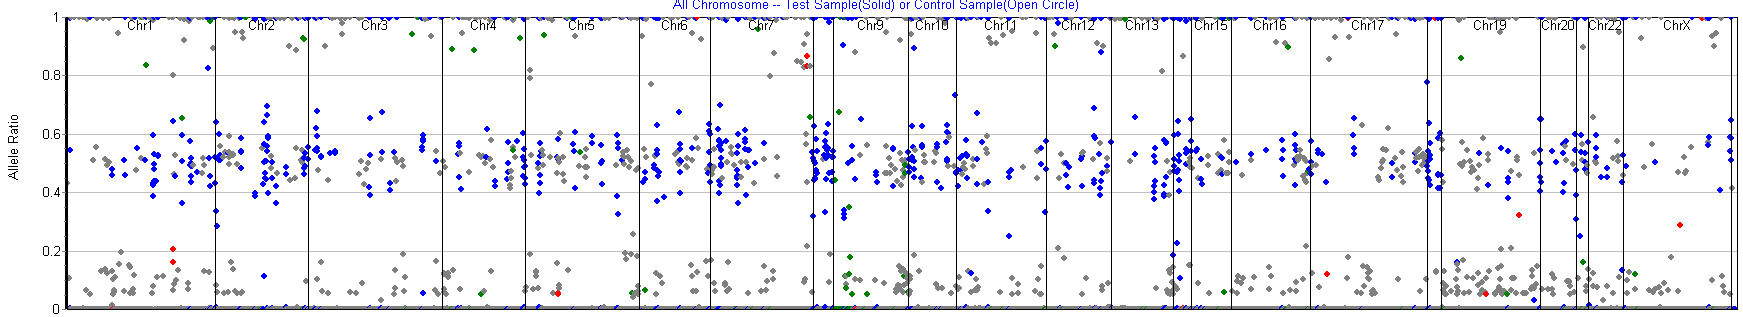 All Chromosome -- Test Sample(Solid) or Control Sample(Open Circle)
1
Chr1 Chr2 Chr3 Chr4 Chr5 Chr6 Chr7 Chr9 Chr10 Chr11 Chr12 Chr13 Chr15 Chr16 Chr17 Chr19 Chr20 Chr22 ChrX
0.8
0.6
Allele Ratio
0.4
0.2
0